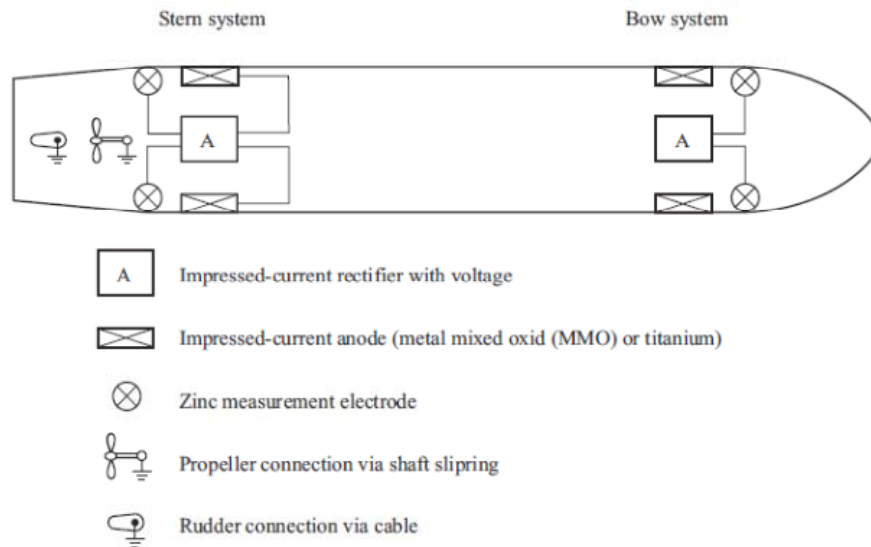 Stern system
Bow system
A
A
A
Impressed-current rectifier with voltage
Impressed-current anode (metal mixed oxid (MMO) or titanium)
Zinc measurement electrode
Propeller connection via shaft slipring
Rudder connection via cable